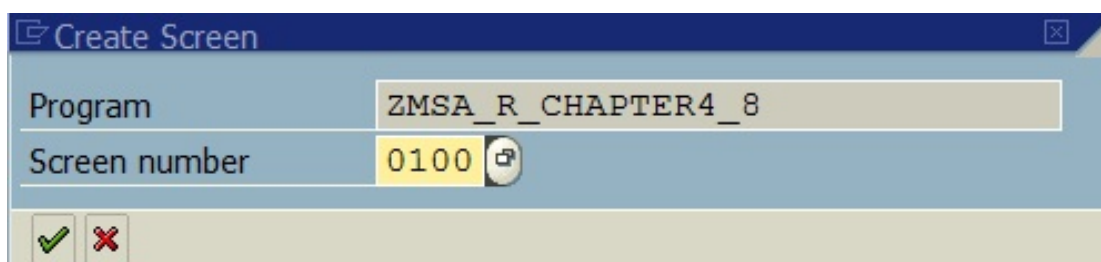 Create Screen
Program ZMSA_R_CHAPTER4_8
Screen number 0100